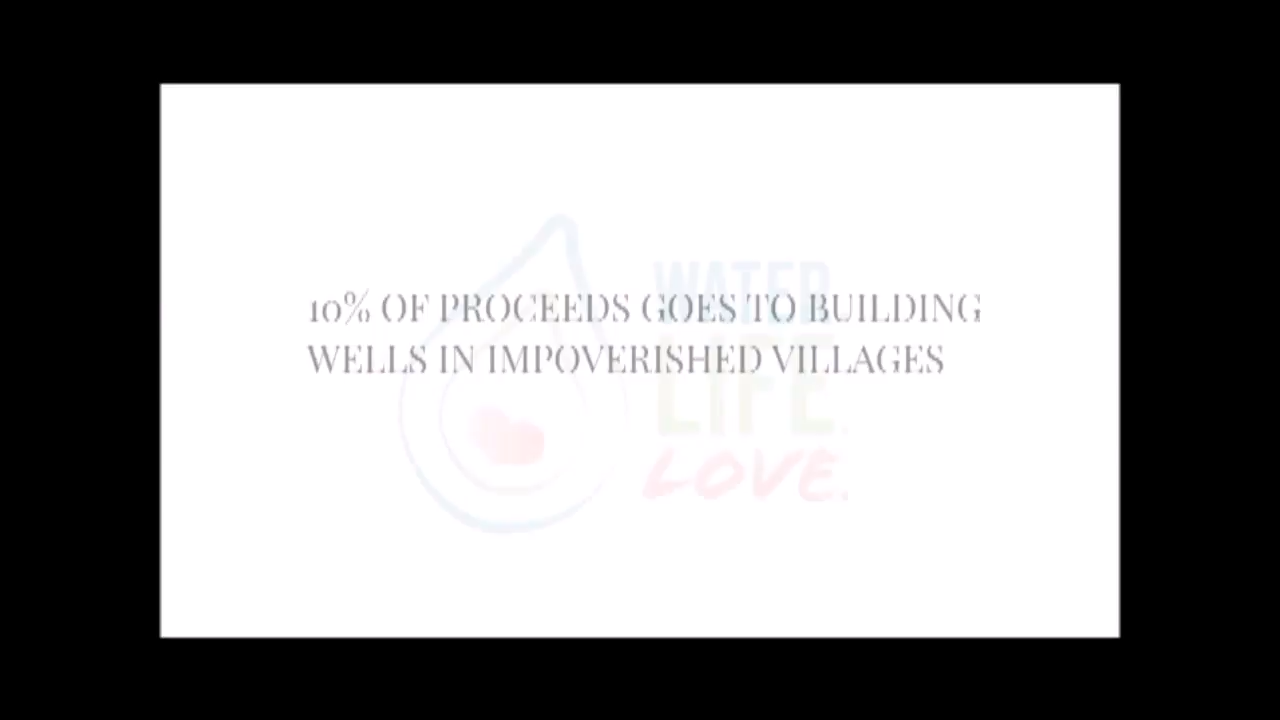 10% OF PROCEEDS GOES TO BUILDING
WELLS IN IMPOVERISHED VILLAGES
WATER
LIFE.
LOVE.